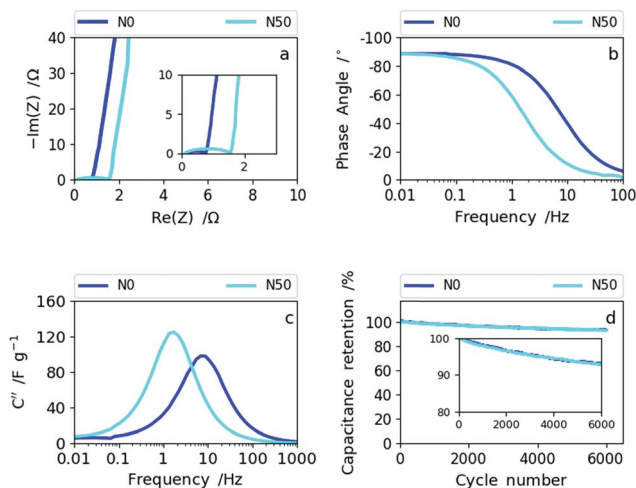 N0 N50
40
30
20
10
0
−Im(Z) /Ω
a
10
5
0
0 2
0 2 4 6 8 10
Re(Z) /Ω
N0 N50
-100
-80
-60
-40
-20
0
Phase Angle /°
b
0.01 0.1 1 10 100
Frequency /Hz
N0 N50
160
120
80
40
0
C″ /F g⁻¹
c
0.01 0.1 1 10 100 1000
Frequency /Hz
N0 N50
100
80
60
40
20
0
Capacitance retention /%
d
100
90
80
0 2000 4000 6000
0 2000 4000 6000
Cycle number